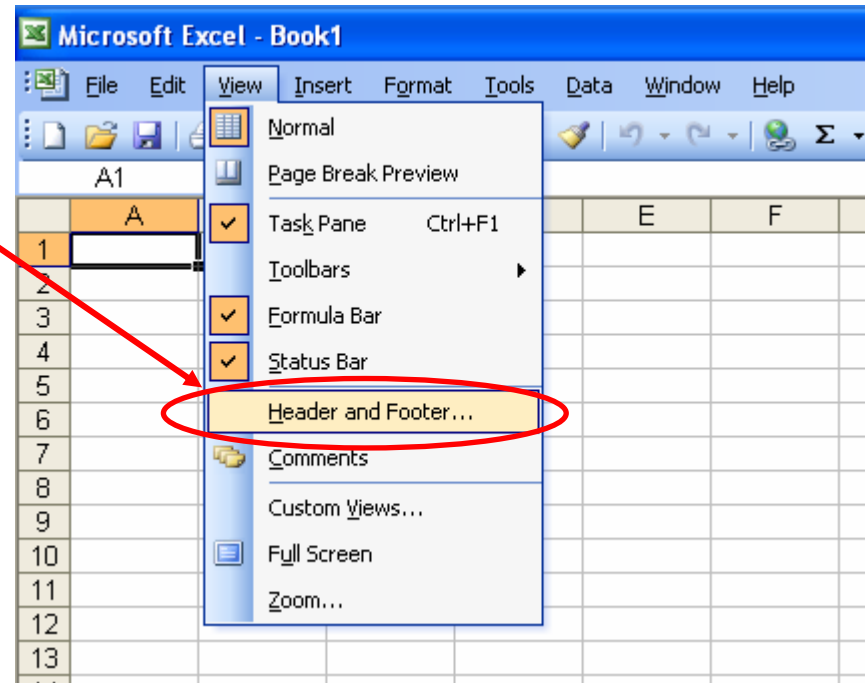 Microsoft Excel - Book1
File Edit View Insert Format Tools Data Window Help
Σ
A1
A E F
Normal
Page Break Preview
Task Pane Ctrl+F1
Toolbars
Formula Bar
Status Bar
Header and Footer...
Comments
Custom Views...
Full Screen
Zoom...
1
2
3
4
5
6
7
8
9
10
11
12
13